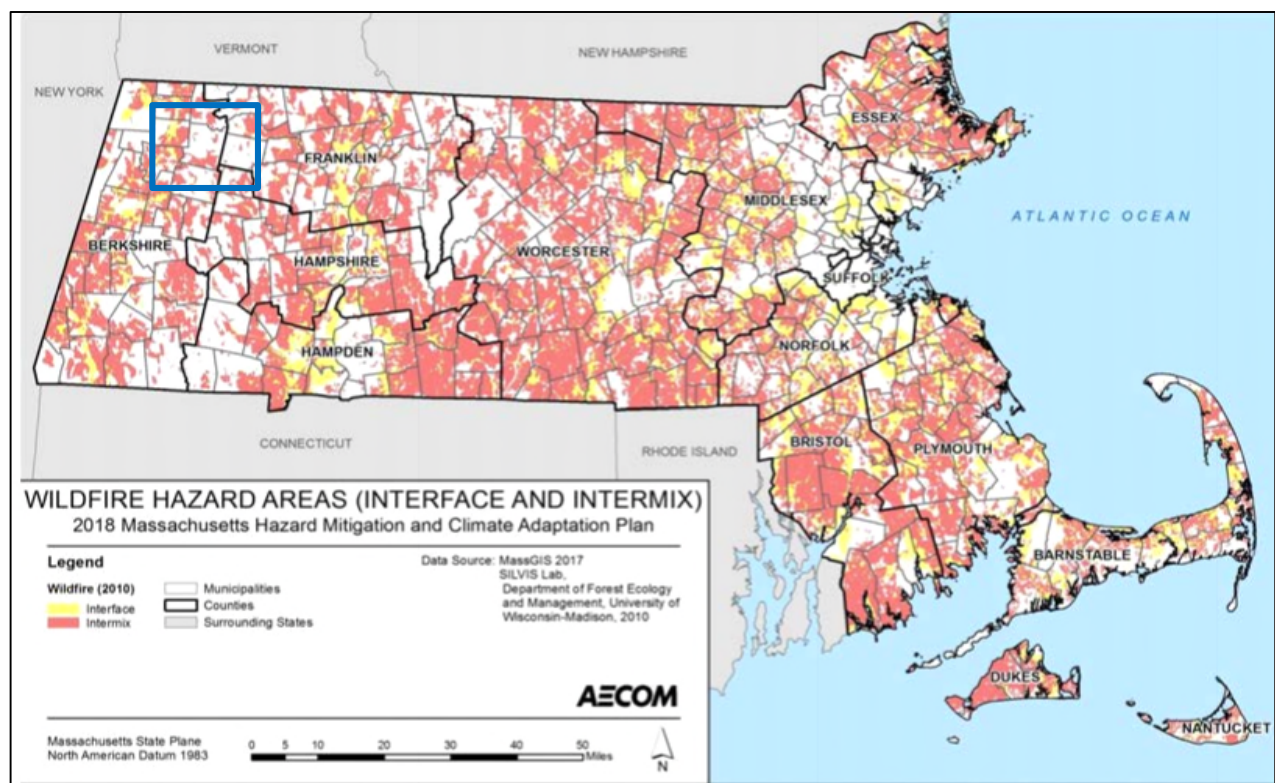 VERMONT
NEW HAMPSHIRE
NEW YORK
ESSEX
FRANKLIN
MIDDLESEX
ATLANTIC OCEAN
BERKSHIRE
WORCESTER
HAMPSHIRE
SUFFOLK
NORFOLK
HAMPDEN
CONNECTICUT
RHODE ISLAND
BRISTOL
PLYMOUTH
BARNSTABLE
DUKES
NANTUCKET
WILDFIRE HAZARD AREAS (INTERFACE AND INTERMIX)
2018 Massachusetts Hazard Mitigation and Climate Adaptation Plan
Legend
Wildfire (2010)
Interface
Intermix
Municipalities
Counties
Surrounding States
Data Source: MassGIS 2017
SILVIS Lab,
Department of Forest Ecology
and Management, University of
Wisconsin-Madison, 2010
AECOM
Massachusetts State Plane
North American Datum 1983
0 5 10 20 30 40 50 Miles
N